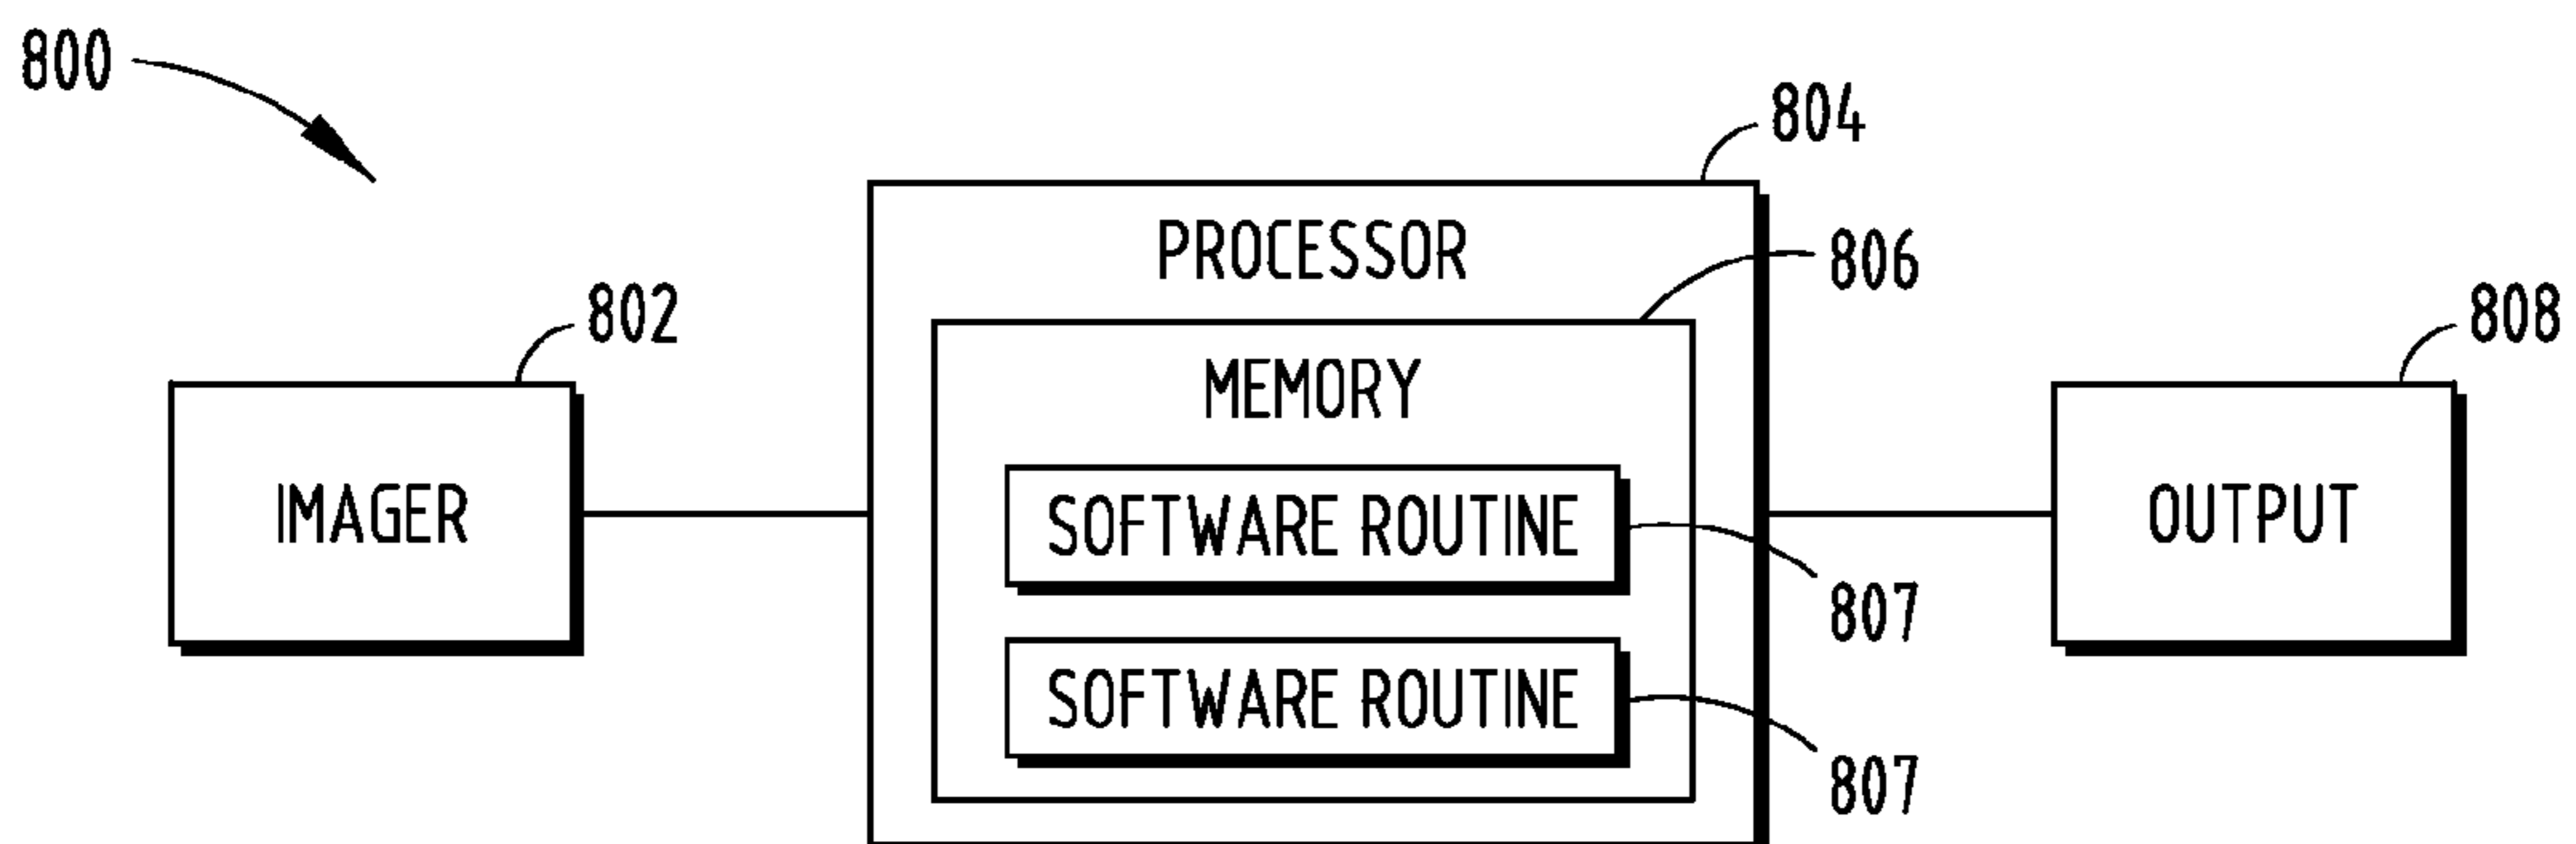 800
804
PROCESSOR
806
802
808
MEMORY
IMAGER
SOFTWARE ROUTINE
OUTPUT
807
SOFTWARE ROUTINE
807